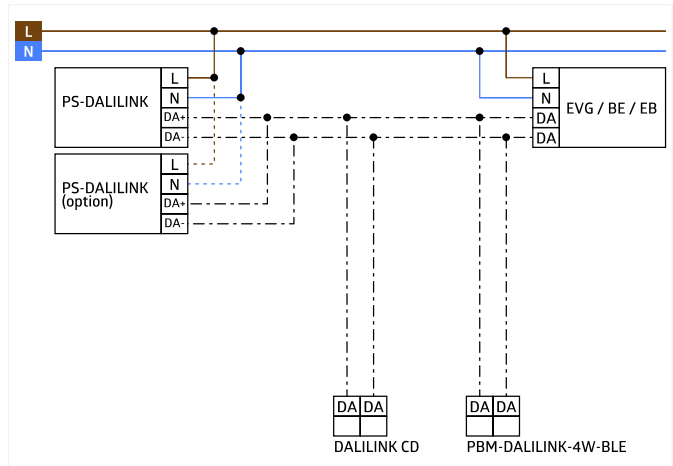 L
N
PS-DALILINK
L
N
DA+
DA-
EVG / BE / EB
L
N
DA
DA
PS-DALILINK
(option)
L
N
DA+
DA-
DA DA
DALILINK CD
DA DA
PBM-DALILINK-4W-BLE